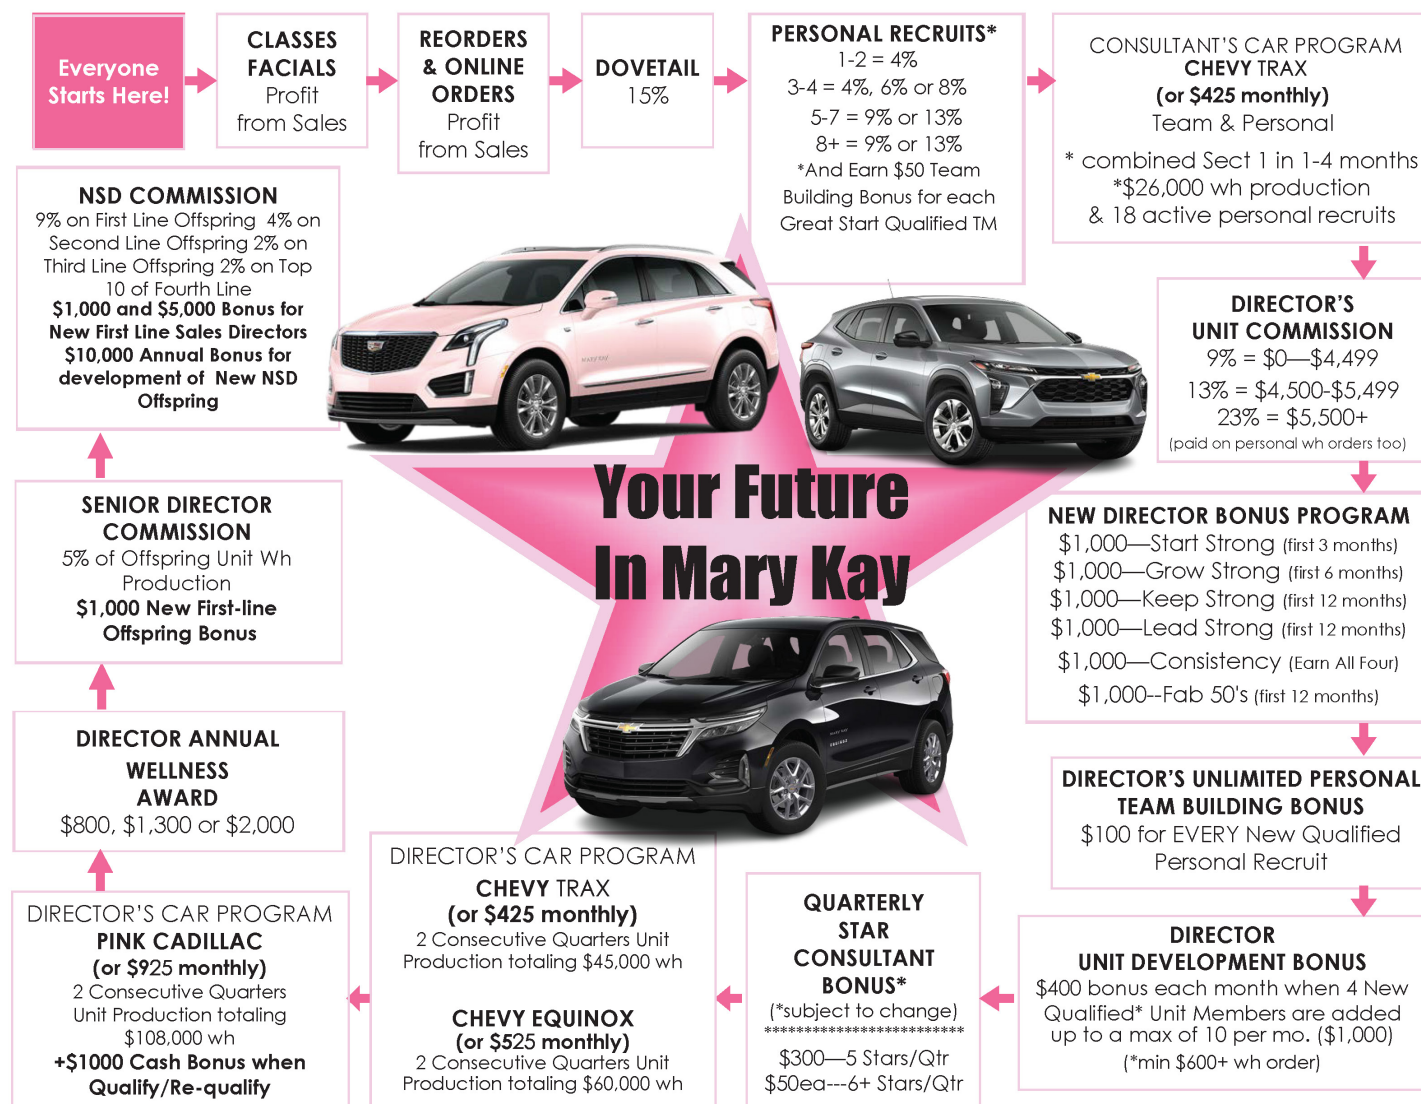 Everyone
Starts Here!
CLASSES
FACIALS
Profit
from Sales
REORDERS
& ONLINE
ORDERS
Profit
from Sales
DOVETAIL
15%
PERSONAL RECRUITS*
1-2 = 4%
3-4 = 4%, 6% or 8%
5-7 = 9% or 13%
8+ = 9% or 13%
*And Earn $50 Team
Building Bonus for each
Great Start Qualified TM
CONSULTANT'S CAR PROGRAM
CHEVY TRAX
(or $425 monthly)
Team & Personal
* combined Sect 1 in 1-4 months
*$26,000 wh production
& 18 active personal recruits
DIRECTOR'S
UNIT COMMISSION
9% = $0—$4,499
13% = $4,500-$5,499
23% = $5,500+
(paid on personal wh orders too)
NEW DIRECTOR BONUS PROGRAM
$1,000—Start Strong (first 3 months)
$1,000—Grow Strong (first 6 months)
$1,000—Keep Strong (first 12 months)
$1,000—Lead Strong (first 12 months)
$1,000—Consistency (Earn All Four)
$1,000--Fab 50's (first 12 months)
DIRECTOR'S UNLIMITED PERSONAL
TEAM BUILDING BONUS
$100 for EVERY New Qualified
Personal Recruit
DIRECTOR
UNIT DEVELOPMENT BONUS
$400 bonus each month when 4 New
Qualified* Unit Members are added
up to a max of 10 per mo. ($1,000)
(*min $600+ wh order)
QUARTERLY
STAR
CONSULTANT
BONUS*
(*subject to change)
*************************
$300—5 Stars/Qtr
$50ea---6+ Stars/Qtr
DIRECTOR'S CAR PROGRAM
CHEVY TRAX
(or $425 monthly)
2 Consecutive Quarters Unit
Production totaling $45,000 wh
CHEVY EQUINOX
(or $525 monthly)
2 Consecutive Quarters Unit
Production totaling $60,000 wh
DIRECTOR'S CAR PROGRAM
PINK CADILLAC
(or $925 monthly)
2 Consecutive Quarters
Unit Production totaling
$108,000 wh
+$1000 Cash Bonus when
Qualify/Re-qualify
DIRECTOR ANNUAL
WELLNESS
AWARD
$800, $1,300 or $2,000
SENIOR DIRECTOR
COMMISSION
5% of Offspring Unit Wh
Production
$1,000 New First-line
Offspring Bonus
NSD COMMISSION
9% on First Line Offspring 4% on
Second Line Offspring 2% on
Third Line Offspring 2% on Top
10 of Fourth Line
$1,000 and $5,000 Bonus for
New First Line Sales Directors
$10,000 Annual Bonus for
development of New NSD
Offspring
MARY KAY
Your Future
In Mary Kay
MARY KAY